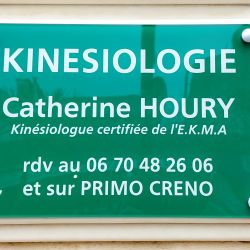 KINESIOLOGIE
Catherine HOURY
Kinésiologue certifiée de l'E.K.M.A
rdv au 06 70 48 26 06
et sur PRIMO CRENO